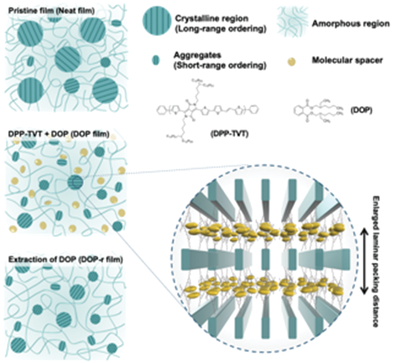 Pristine film (Neat film)
Crystalline region
(Long-range ordering)
Amorphous region
Aggregates
(Short-range ordering)
Molecular spacer
(DPP-TVT)
(DOP)
DPP-TVT + DOP (DOP film)
Enlarged laminar packing
distance
Extraction of DOP (DOP-r film)